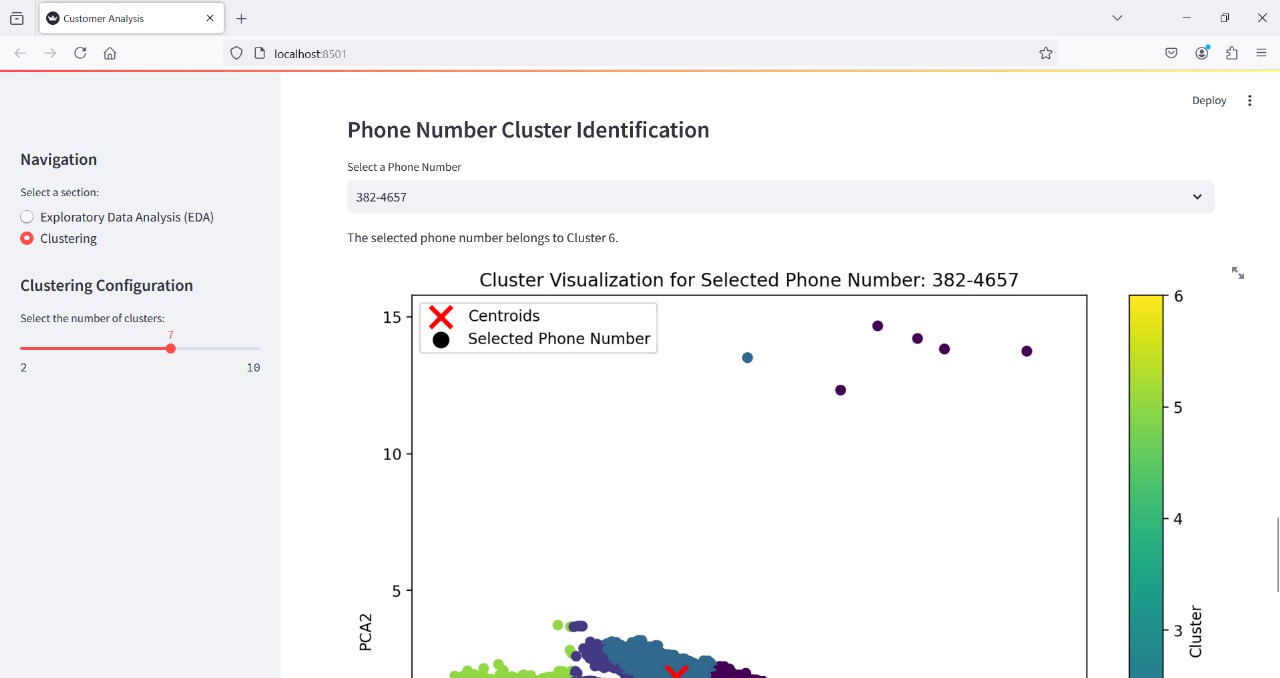 Customer Analysis
localhost:8501
Deploy
Navigation
Select a section:
Exploratory Data Analysis (EDA)
Clustering
Clustering Configuration
Select the number of clusters:
7
2 10
Phone Number Cluster Identification
Select a Phone Number
382-4657
The selected phone number belongs to Cluster 6.
Cluster Visualization for Selected Phone Number: 382-4657
Centroids
Selected Phone Number
15
10
5
PCA2
6
5
4
3
Cluster